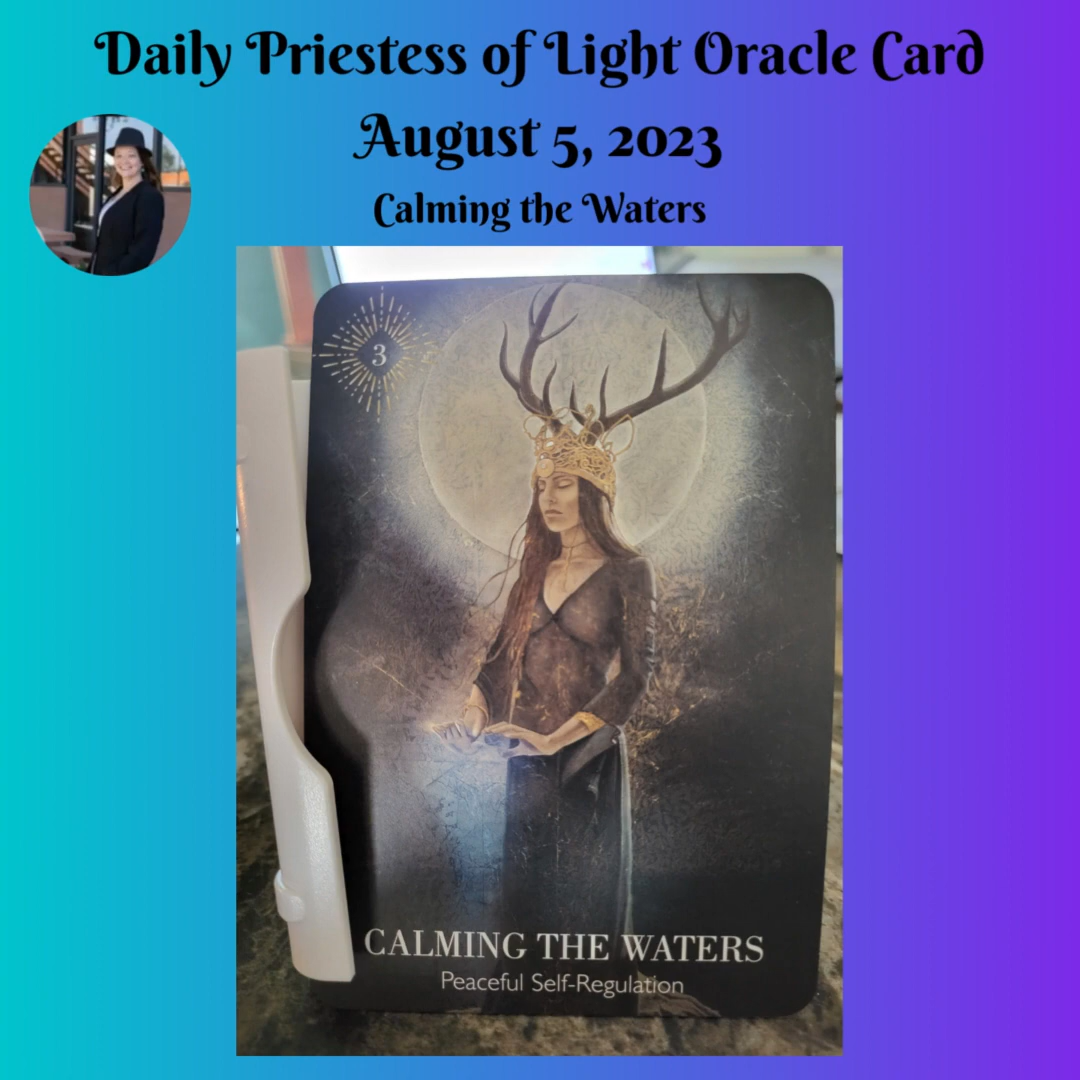 Daily Priestess of Light Oracle Card
August 5, 2023
Calming the Waters
3
CALMING THE WATERS
Peaceful Self-Regulation